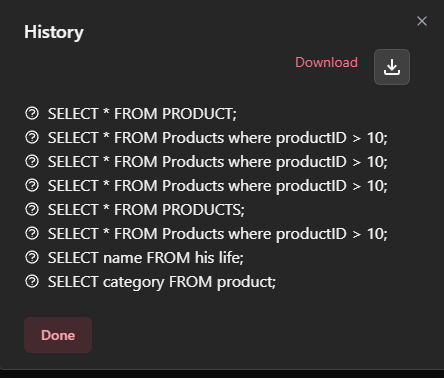 History
Download
SELECT * FROM PRODUCT;
SELECT * FROM Products where productID > 10;
SELECT * FROM Products where productID > 10;
SELECT * FROM Products where productID > 10;
SELECT * FROM PRODUCTS;
SELECT * FROM Products where productID > 10;
SELECT name FROM his life;
SELECT category FROM product;
Done